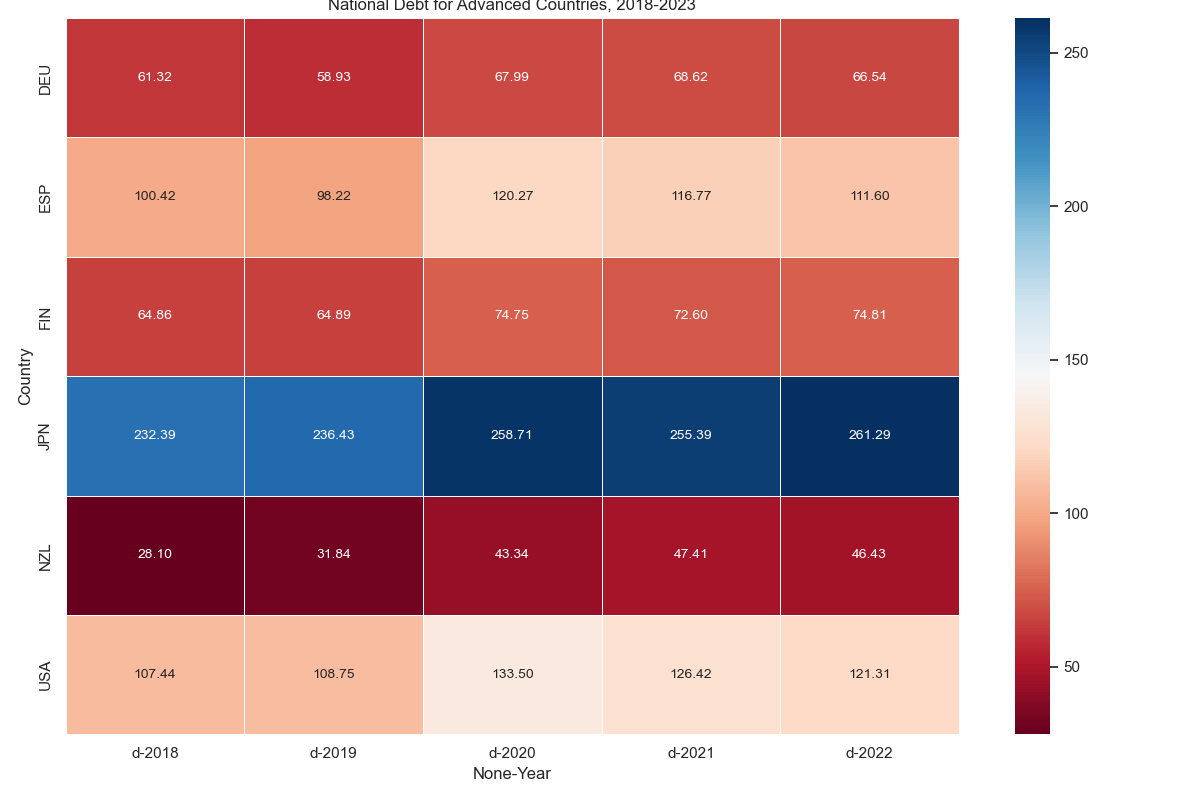 National Debt for Advanced Countries, 2018-2023
DEU 61.32 58.93 67.99 68.62 66.54
ESP 100.42 98.22 120.27 116.77 111.60
FIN 64.86 64.89 74.75 72.60 74.81
JPN 232.39 236.43 258.71 255.39 261.29
NZL 28.10 31.84 43.34 47.41 46.43
USA 107.44 108.75 133.50 126.42 121.31
Country
d-2018 d-2019 d-2020 d-2021 d-2022
None-Year
250
200
150
100
50